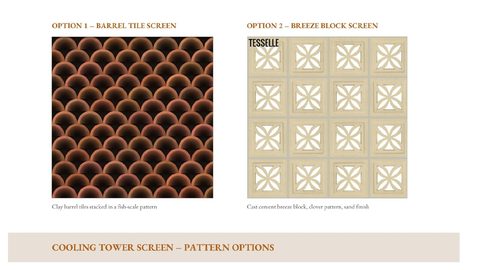 OPTION 1 – BARREL TILE SCREEN
OPTION 2 – BREEZE BLOCK SCREEN
TESSELLE
Clay barrel tiles stacked in a fish-scale pattern
Cast cement breeze block, clover pattern, sand finish
COOLING TOWER SCREEN – PATTERN OPTIONS